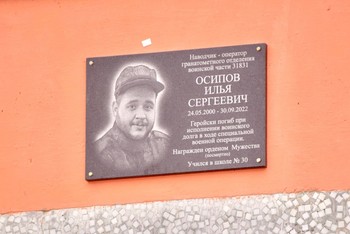 Наводчик - оператор
гранатометного отделения
воинской части 31831
ОСИПОВ
ИЛЬЯ
СЕРГЕЕВИЧ
24.05.2000 - 30.09.2022
Геройски погиб при
исполнении воинского
долга в ходе специальной
военной операции.
Награжден орденом Мужества
(посмертно)
Учился в школе № 30